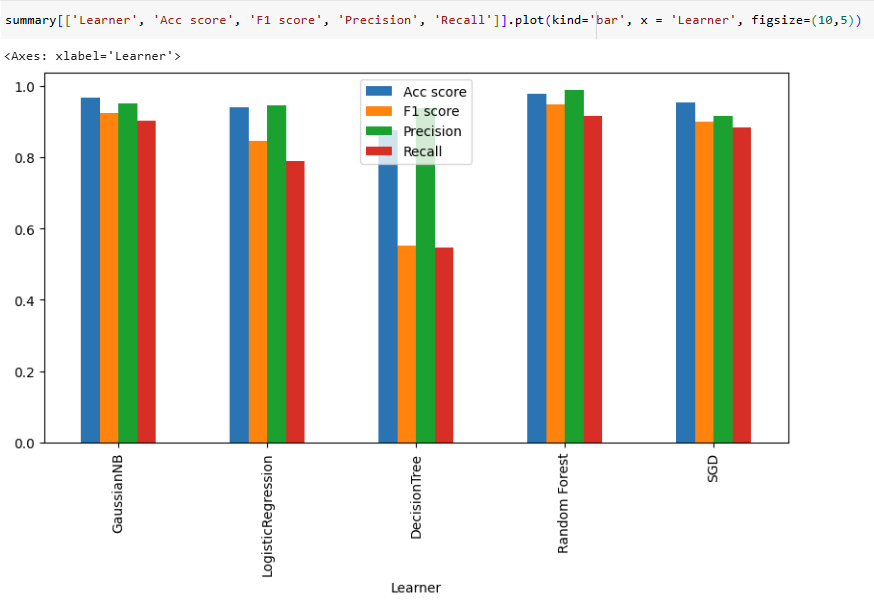 summary[['Learner', 'Acc score', 'F1 score', 'Precision', 'Recall']].plot(kind='bar', x = 'Learner', figsize=(10,5))
<Axes: xlabel='Learner'>
1.0
0.8
0.6
0.4
0.2
0.0
Acc score
F1 score
Precision
Recall
GaussianNB
LogisticRegression
DecisionTree
Random Forest
SGD
Learner